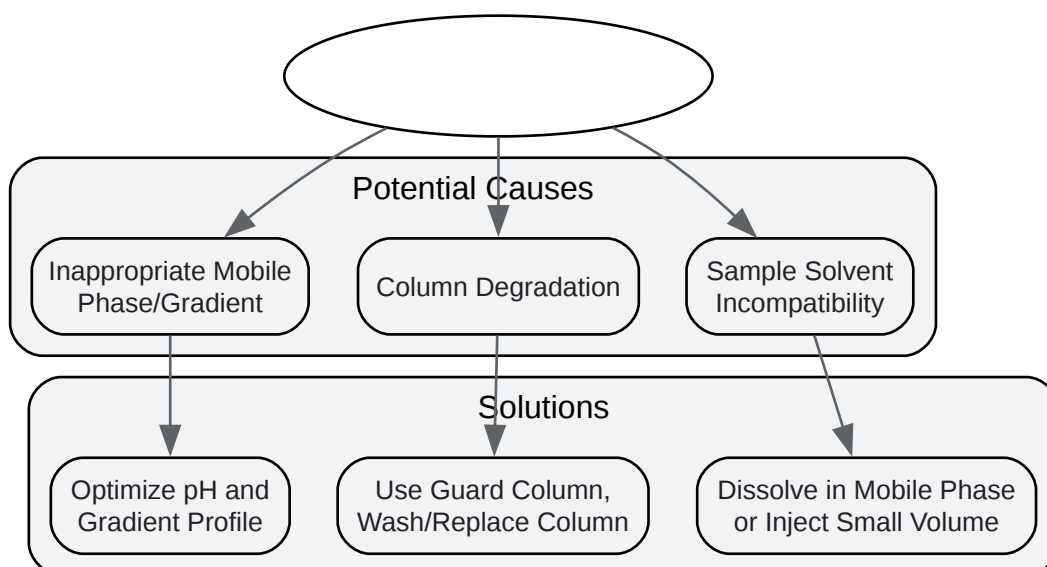 Potential Causes
Inappropriate Mobile
Phase/Gradient
Column Degradation
Sample Solvent
Incompatibility
Solutions
Optimize pH and
Gradient Profile
Use Guard Column,
Wash/Replace Column
Dissolve in Mobile Phase
or Inject Small Volume